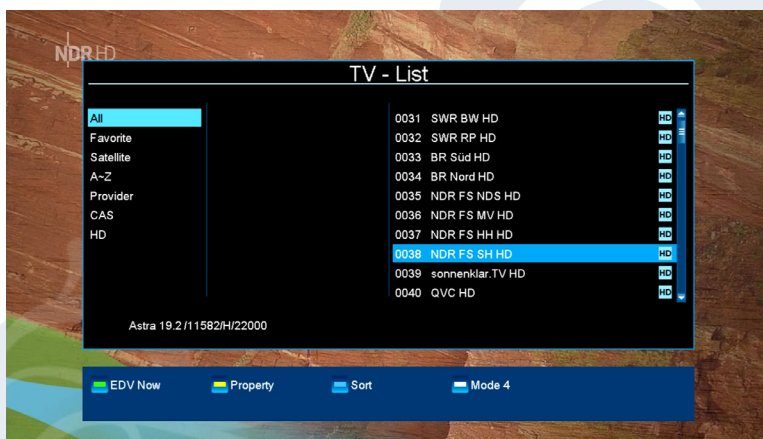 NDR HD
TV - List
All
Favorite
Satellite
A~Z
Provider
CAS
HD
0031 SWR BW HD HD
0032 SWR RP HD HD
0033 BR Süd HD HD
0034 BR Nord HD HD
0035 NDR FS NDS HD HD
0036 NDR FS MV HD HD
0037 NDR FS HH HD HD
0038 NDR FS SH HD HD
0039 sonnenklar.TV HD HD
0040 QVC HD HD
Astra 19.2 /11582/H/22000
EDV Now Property Sort Mode 4